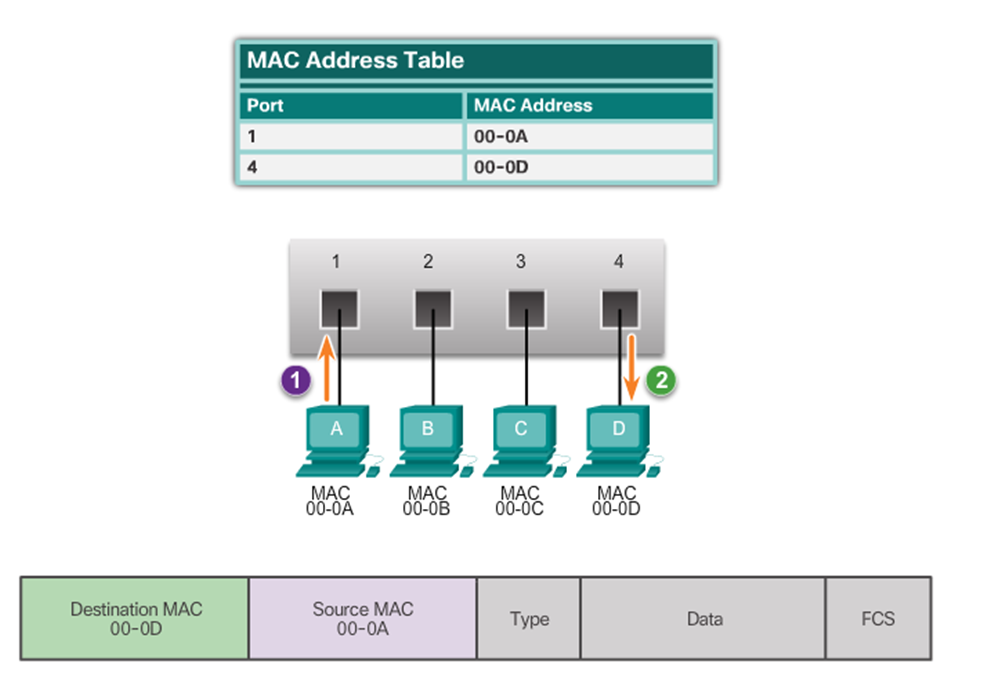 MAC Address Table
Port MAC Address
1 00-0A
4 00-0D
1 2 3 4
1 2
A B C D
MAC MAC MAC MAC
00-0A 00-0B 00-0C 00-0D
Destination MAC Source MAC Type Data FCS
00-0D 00-0A